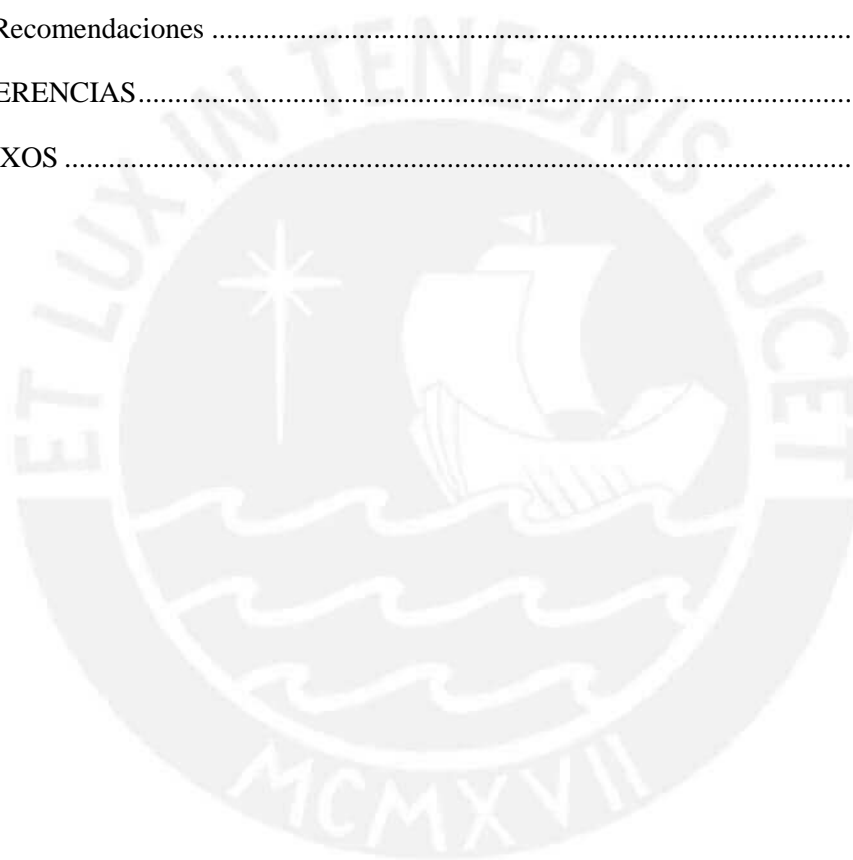 Recomendaciones ...............................................................................................
ERENCIAS.........................................................................................................
XOS ...................................................................................................................
ET LUX IN TENEBRIS LUCET
MCMXVII